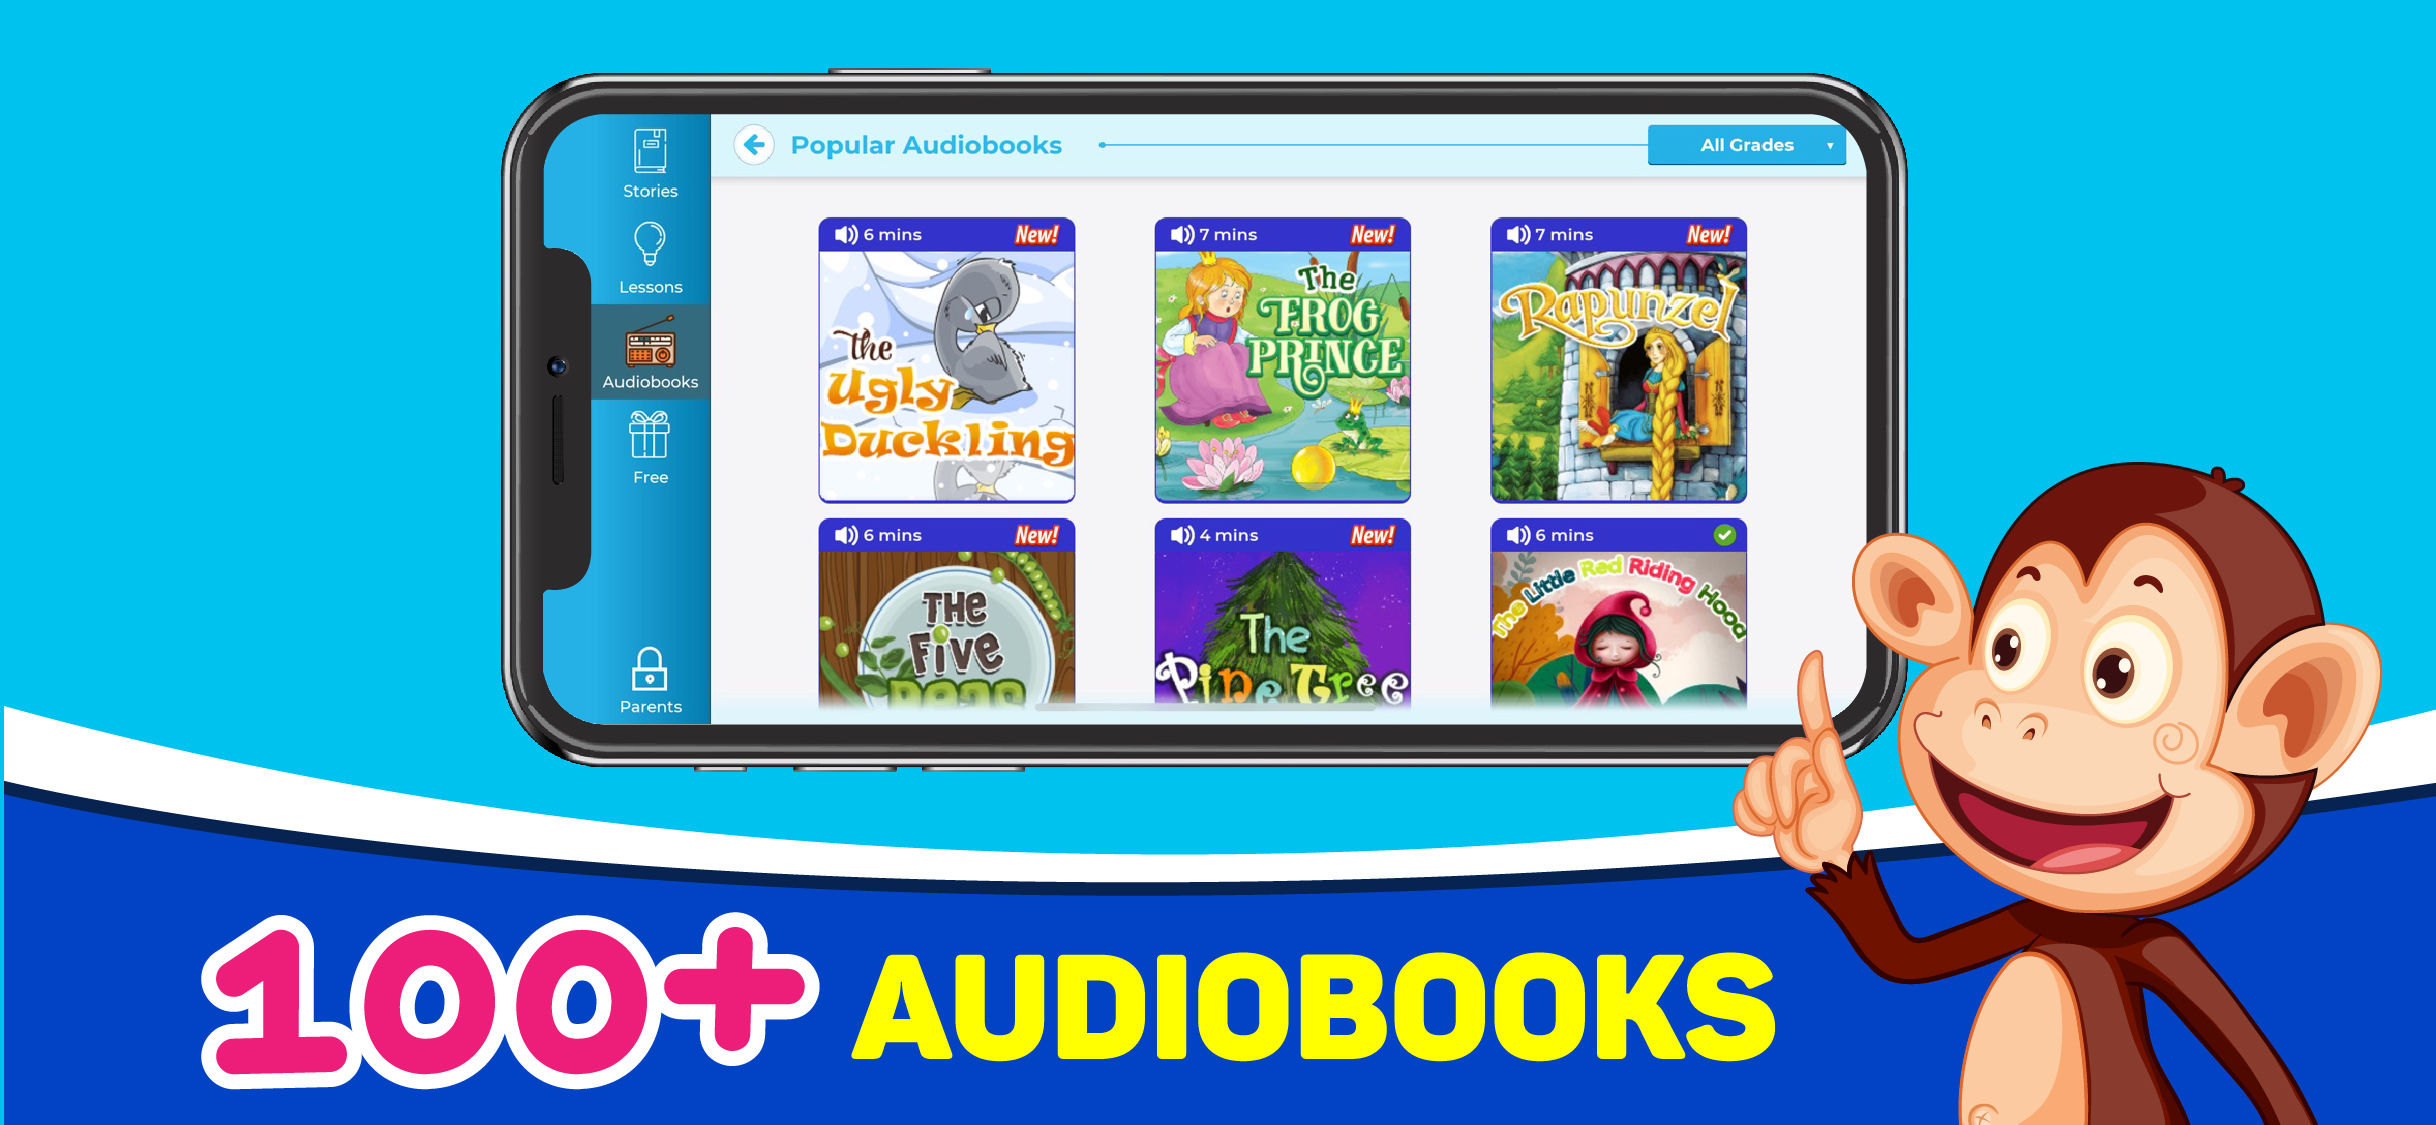 Popular Audiobooks
All Grades
Stories
Lessons
Audiobooks
Free
Parents
6 mins New!
the
Ugly
Duckling
7 mins New!
The
FROG
PRINCE
7 mins New!
Rapunzel
6 mins New!
THE
FIVE
PEAS
4 mins New!
The
Pine Tree
6 mins
The Little Red Riding Hood
100+ AUDIOBOOKS